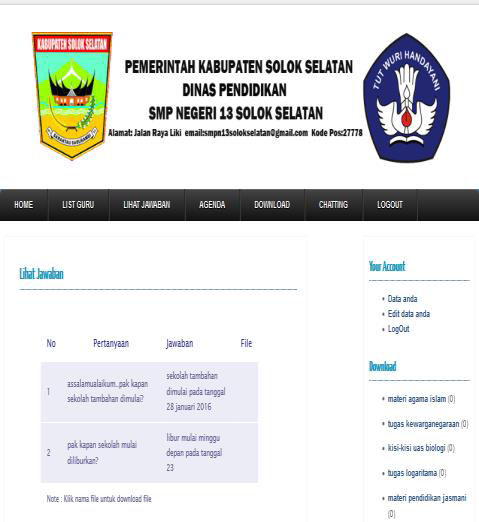 KABUPATEN SOLOK SELATAN
TUT WURI HANDAYANI
PEMERINTAH KABUPATEN SOLOK SELATAN
DINAS PENDIDIKAN
SMP NEGERI 13 SOLOK SELATAN
Alamat: Jalan Raya Liki email:smpn13solokselatan@gmail.com Kode Pos:27778
HOME LIST GURU LIHAT JAWABAN AGENDA DOWNLOAD CHATTING LOGOUT
Lihat Jawaban
No Pertanyaan Jawaban File
1 assalamualaikum..pak kapan sekolah tambahan
sekolah tambahan dimulai? dimulai pada tanggal
28 januari 2016
2 pak kapan sekolah mulai libur mulai minggu
diliburkan? depan pada tanggal
23
Note : Klik nama file untuk download file
Your Account
Data anda
Edit data anda
LogOut
Download
materi agama islam (0)
tugas kewarganegaraan (0)
kisi-kisi uas biologi (0)
tugas logaritama (0)
materi pendidikan jasmani
(0)